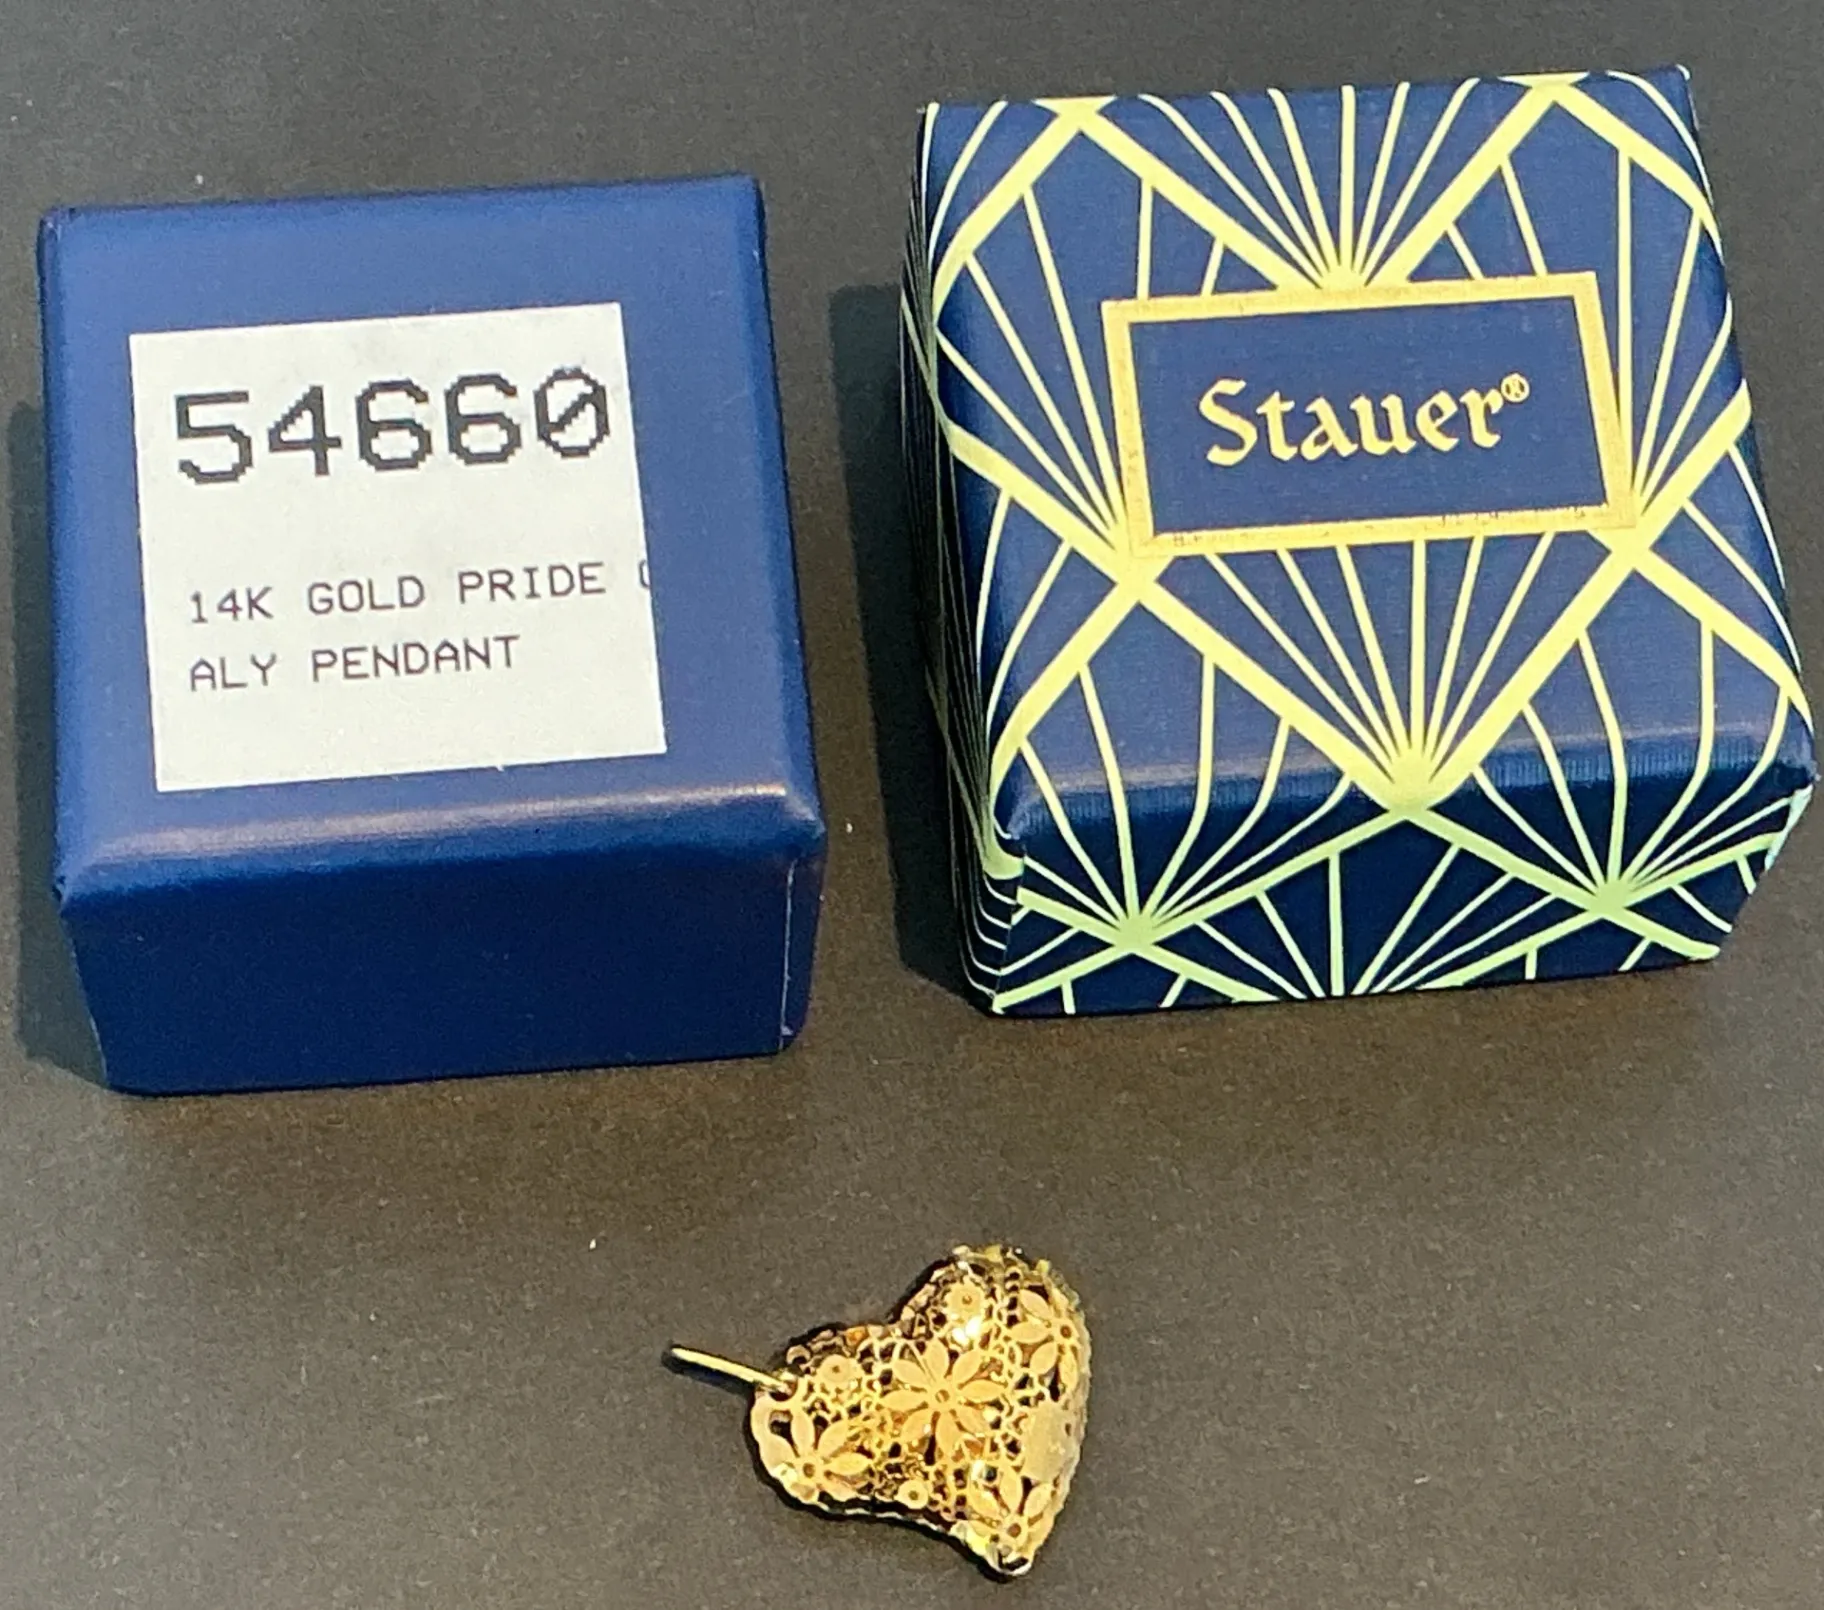 54660
14K GOLD PRIDE
ALY PENDANT
Stauer®